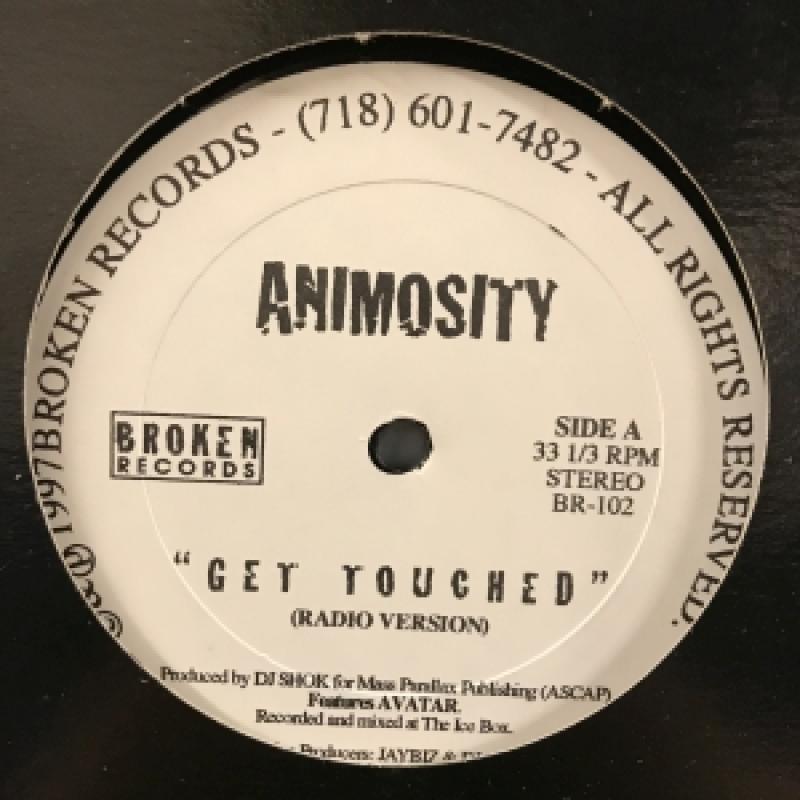 ℗&© 1997 BROKEN RECORDS - (718) 601-7482 - ALL RIGHTS RESERVED.
ANIMOSITY
BROKEN
RECORDS
SIDE A
33 1/3 RPM
STEREO
BR-102
“GET TOUCHED”
(RADIO VERSION)
Produced by DJ SHOK for Mass Parallax Publishing (ASCAP)
Features AVATAR.
Recorded and mixed at The Ice Box.
Producers: JAYBIZ &